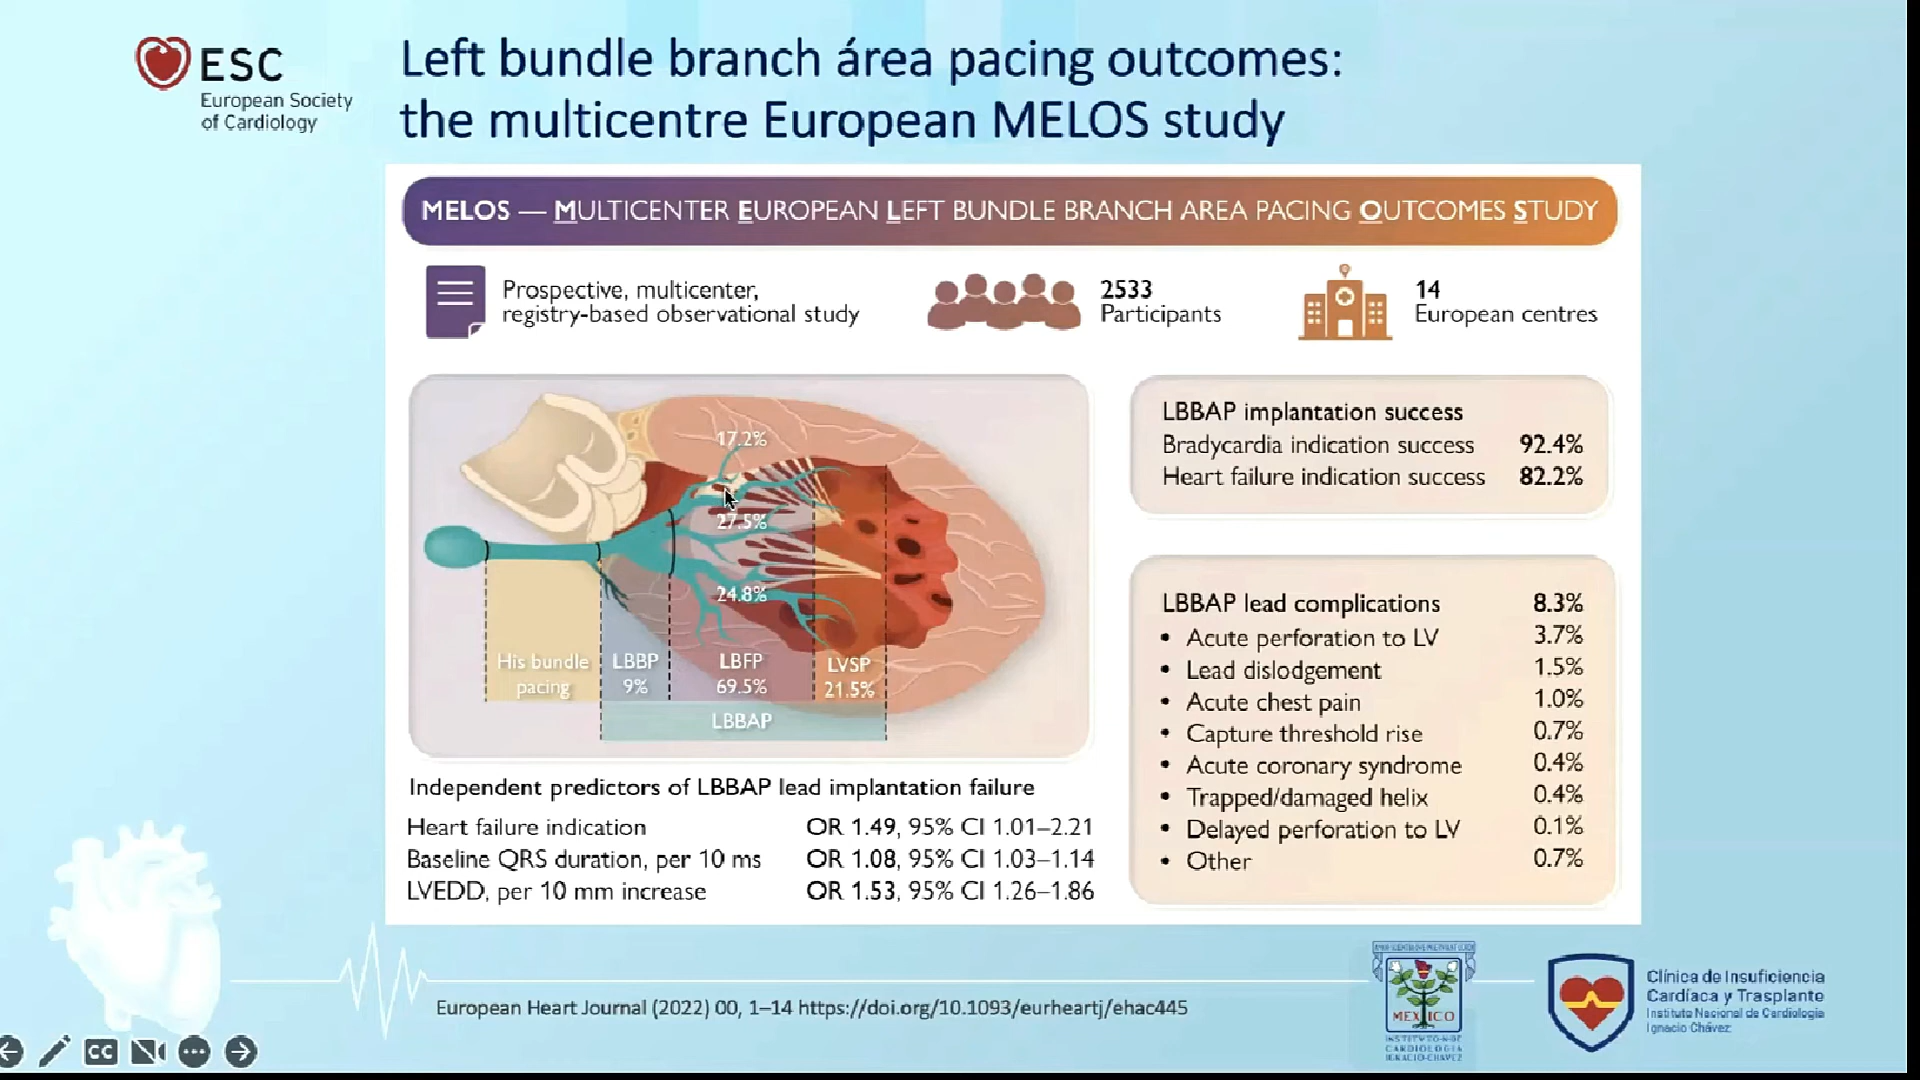 ESC
European Society
of Cardiology
Left bundle branch área pacing outcomes:
the multicentre European MELOS study
MELOS — MULTICENTER EUROPEAN LEFT BUNDLE BRANCH AREA PACING OUTCOMES STUDY
Prospective, multicenter,
registry-based observational study
2533
Participants
14
European centres
17.2%
27.5%
24.8%
His bundle
pacing
LBBP
9%
LBFP
69.5%
LVSP
21.5%
LBBAP
LBBAP implantation success
Bradycardia indication success 92.4%
Heart failure indication success 82.2%
LBBAP lead complications 8.3%
• Acute perforation to LV 3.7%
• Lead dislodgement 1.5%
• Acute chest pain 1.0%
• Capture threshold rise 0.7%
• Acute coronary syndrome 0.4%
• Trapped/damaged helix 0.4%
• Delayed perforation to LV 0.1%
• Other 0.7%
Independent predictors of LBBAP lead implantation failure
Heart failure indication OR 1.49, 95% CI 1.01–2.21
Baseline QRS duration, per 10 ms OR 1.08, 95% CI 1.03–1.14
LVEDD, per 10 mm increase OR 1.53, 95% CI 1.26–1.86
European Heart Journal (2022) 00, 1–14 https://doi.org/10.1093/eurheartj/ehac445
MEXICO
INSTITVTO·N·DE
CARDIOLOGIA
IGNACIO·CHAVEZ
Clínica de Insuficiencia
Cardíaca y Trasplante
Instituto Nacional de Cardiología
Ignacio Chávez
CC